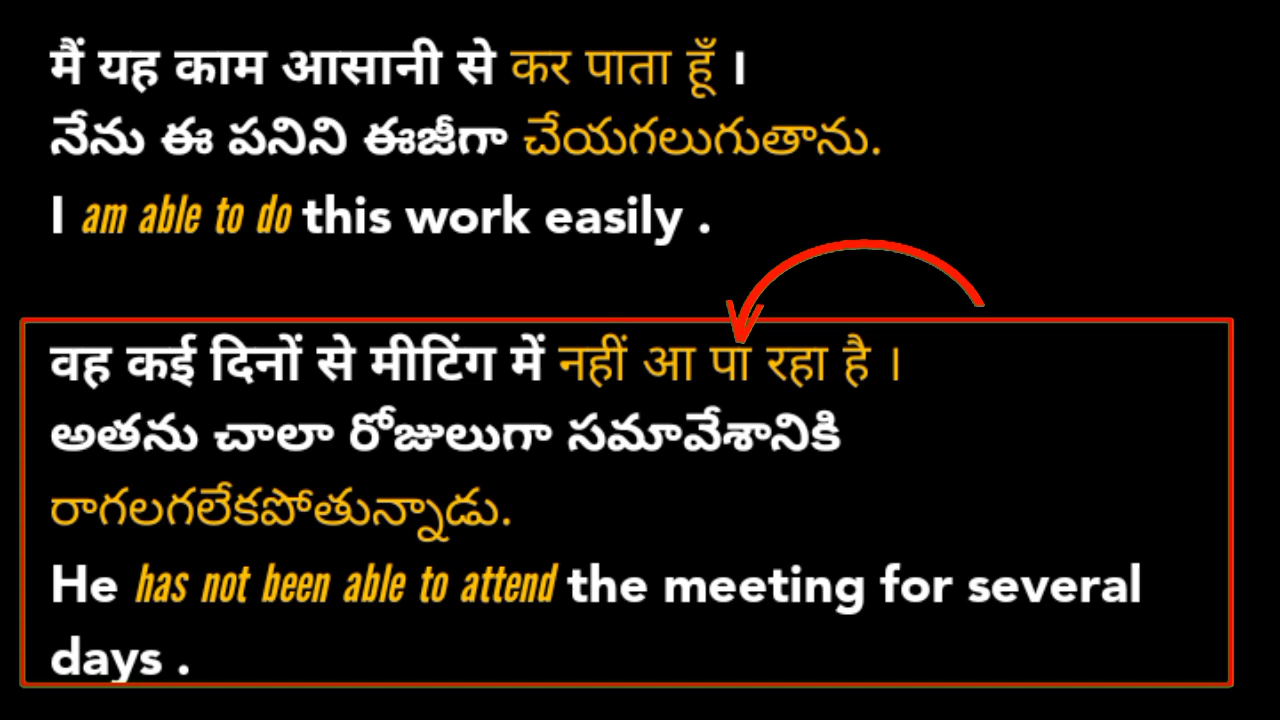 मैं यह काम आसानी से कर पाता हूँ ।
నేను ఈ పనిని ఈజీగా చేయగలుగుతాను.
I am able to do this work easily .
वह कई दिनों से मीटिंग में नहीं आ पा रहा है ।
అతను చాలా రోజులుగా సమావేశానికి
రాగలగలేకపోతున్నాడు.
He has not been able to attend the meeting for several
days .